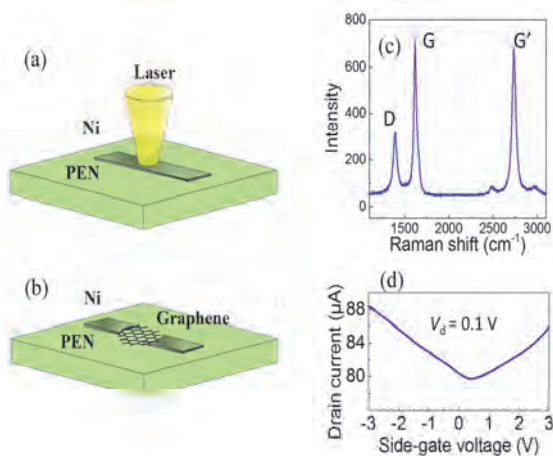 (a)
Laser
Ni
PEN
(b)
Ni
Graphene
PEN
(c)
800
600
400
200
0
Intensity
D
G
G'
1500 2000 2500 3000
Raman shift (cm⁻¹)
(d)
88
84
80
Drain current (µA)
Vd = 0.1 V
-3 -2 -1 0 1 2 3
Side-gate voltage (V)